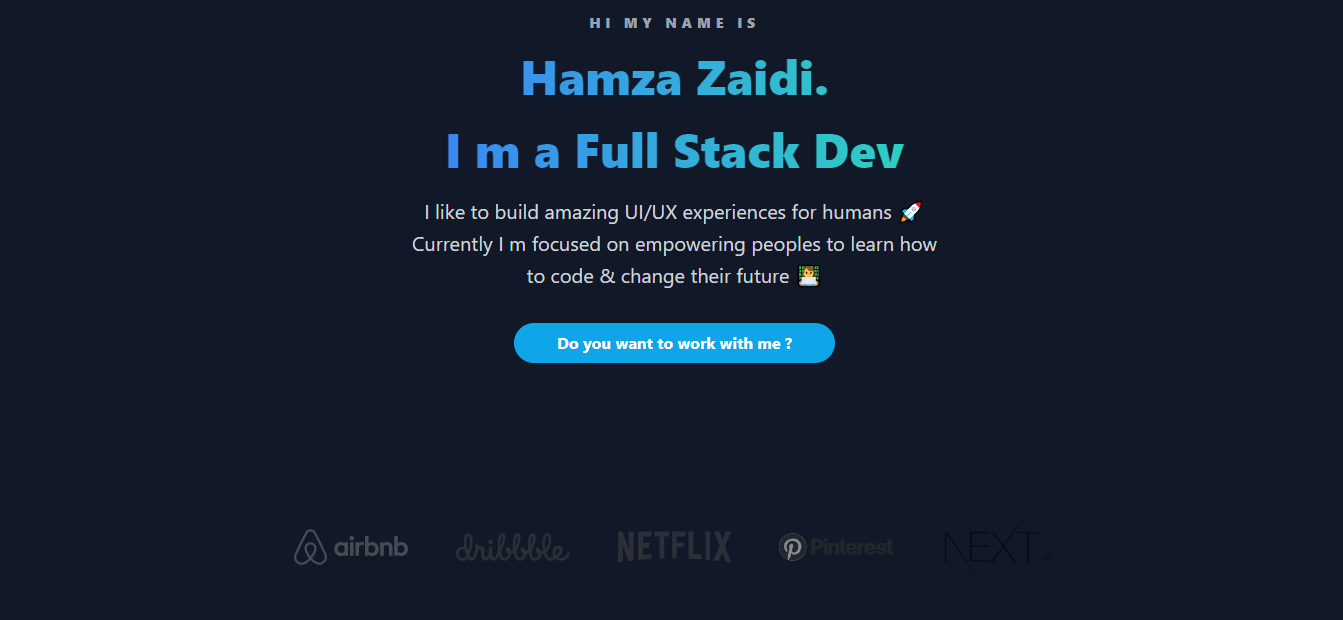 HI MY NAME IS
Hamza Zaidi.
I m a Full Stack Dev
I like to build amazing UI/UX experiences for humans 🚀
Currently I m focused on empowering peoples to learn how
to code & change their future 🧑‍💻
Do you want to work with me ?
airbnb dribbble NETFLIX Pinterest NEXT.JS